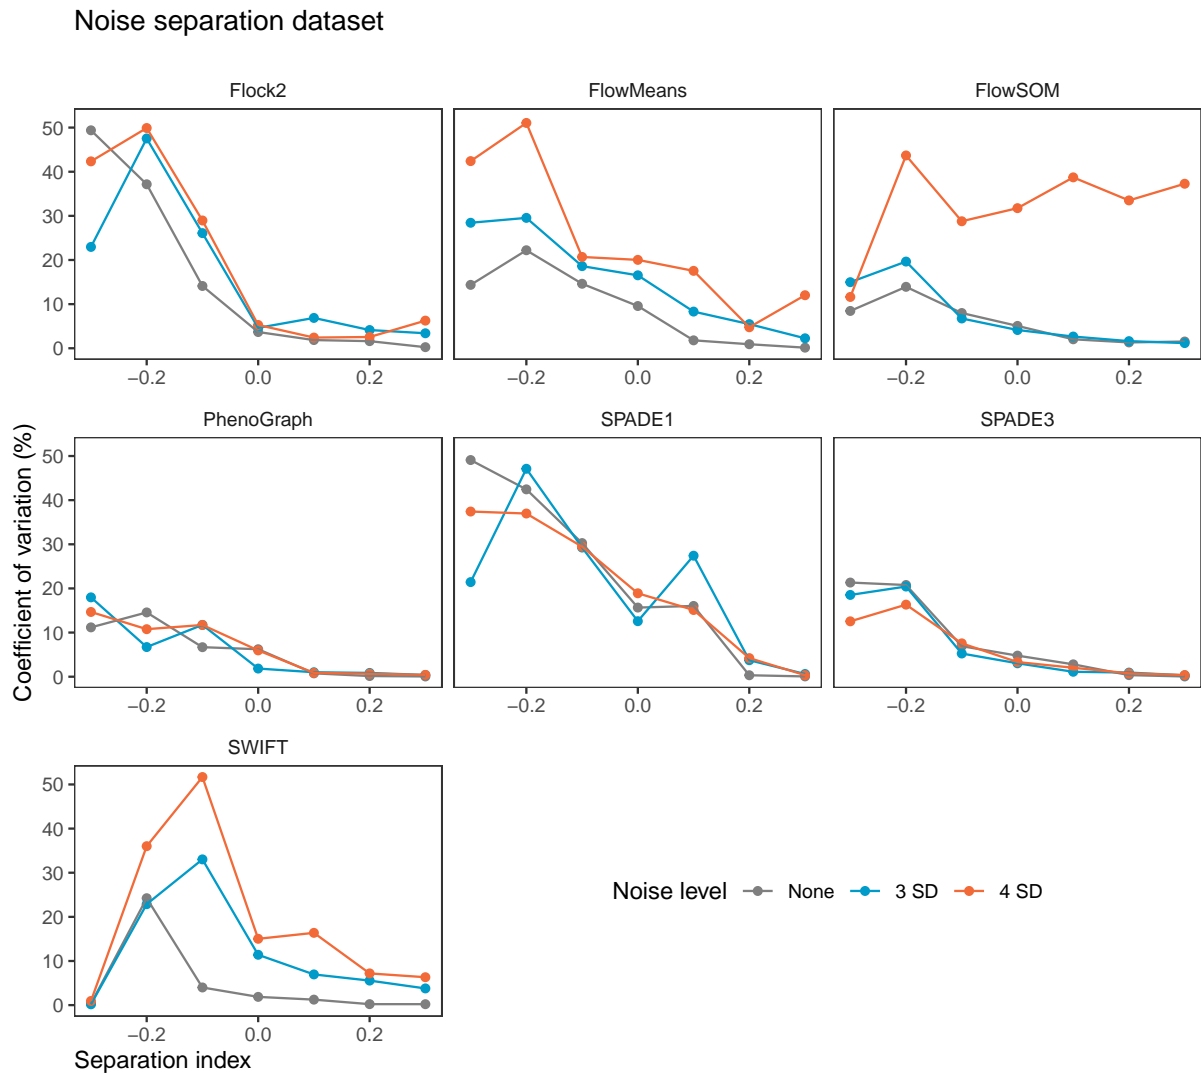 Noise separation dataset
Flock2 FlowMeans FlowSOM
50
40
30
20
10
0
−0.2 0.0 0.2 −0.2 0.0 0.2 −0.2 0.0 0.2
PhenoGraph SPADE1 SPADE3
Coefficient of variation (%)
50
40
30
20
10
0
−0.2 0.0 0.2 −0.2 0.0 0.2 −0.2 0.0 0.2
SWIFT
50
40
30
20
10
0
−0.2 0.0 0.2
Noise level None 3 SD 4 SD
Separation index